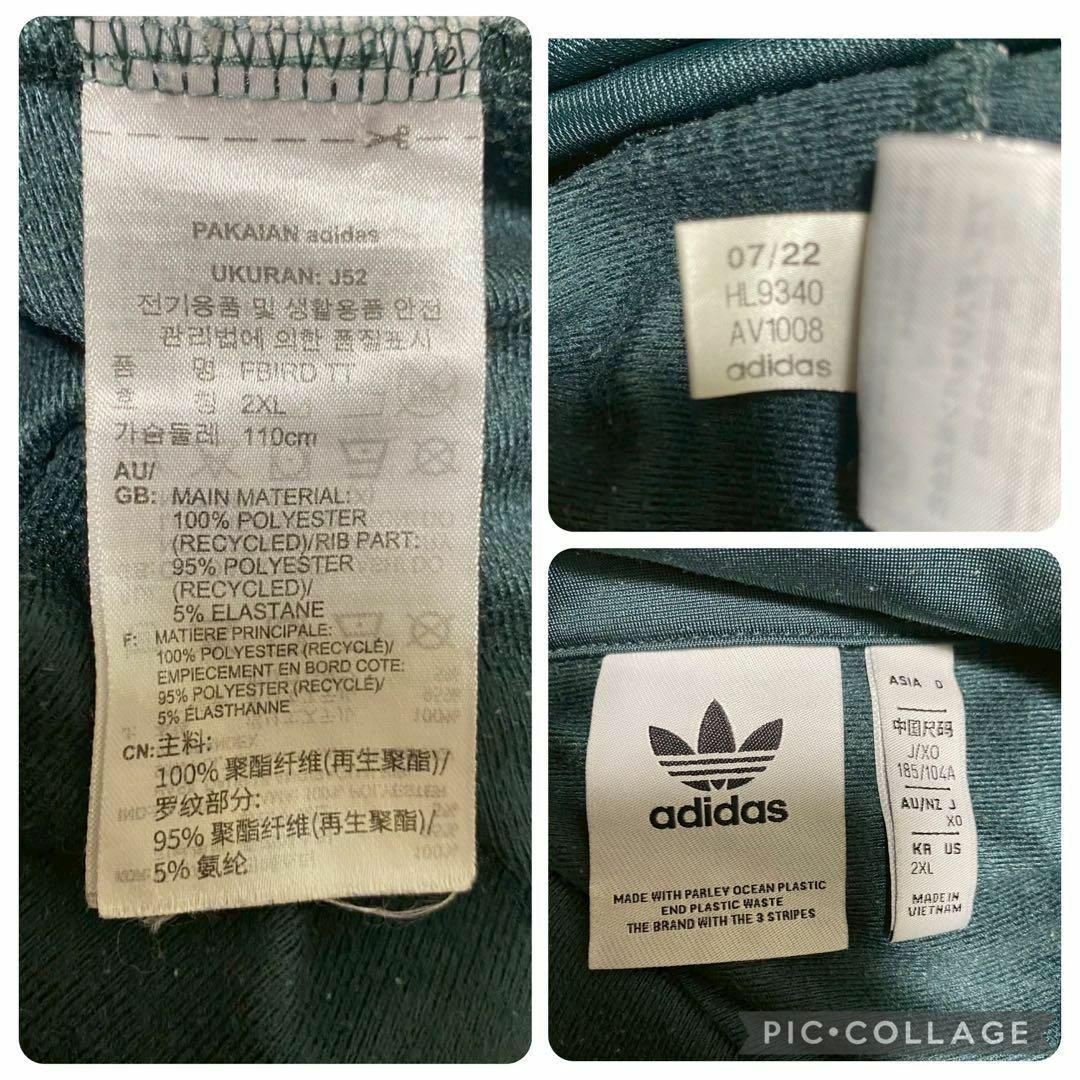 PAKAIAN adidas
UKURAN: J52
전기용품 및 생활용품 안전
관리법에 의한 품질표시
품 명 FBIRD TT
호 칭 2XL
가슴둘레 110cm
AU/
GB: MAIN MATERIAL:
100% POLYESTER
(RECYCLED)/RIB PART:
95% POLYESTER
(RECYCLED)/
5% ELASTANE
F: MATIERE PRINCIPALE:
100% POLYESTER (RECYCLÉ)/
EMPIECEMENT EN BORD COTE:
95% POLYESTER (RECYCLÉ)/
5% ÉLASTHANNE
CN: 主料:
100% 聚酯纤维(再生聚酯)/
罗纹部分:
95% 聚酯纤维(再生聚酯)/
5% 氨纶
07/22
HL9340
AV1008
adidas
adidas
MADE WITH PARLEY OCEAN PLASTIC
END PLASTIC WASTE
THE BRAND WITH THE 3 STRIPES
ASIA D
中国尺码
J/XO
185/104A
AU/NZ J
XO
KR US
2XL
MADE IN
VIETNAM
PIC•COLLAGE